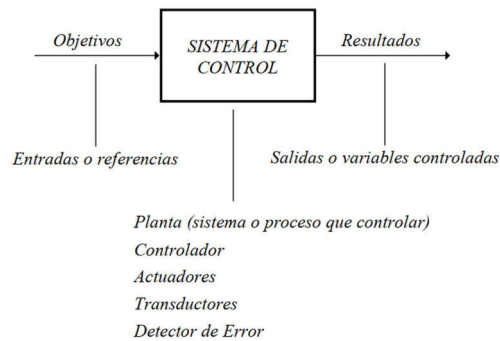 Objetivos
SISTEMA DE
CONTROL
Resultados
Entradas o referencias
Salidas o variables controladas
Planta (sistema o proceso que controlar)
Controlador
Actuadores
Transductores
Detector de Error